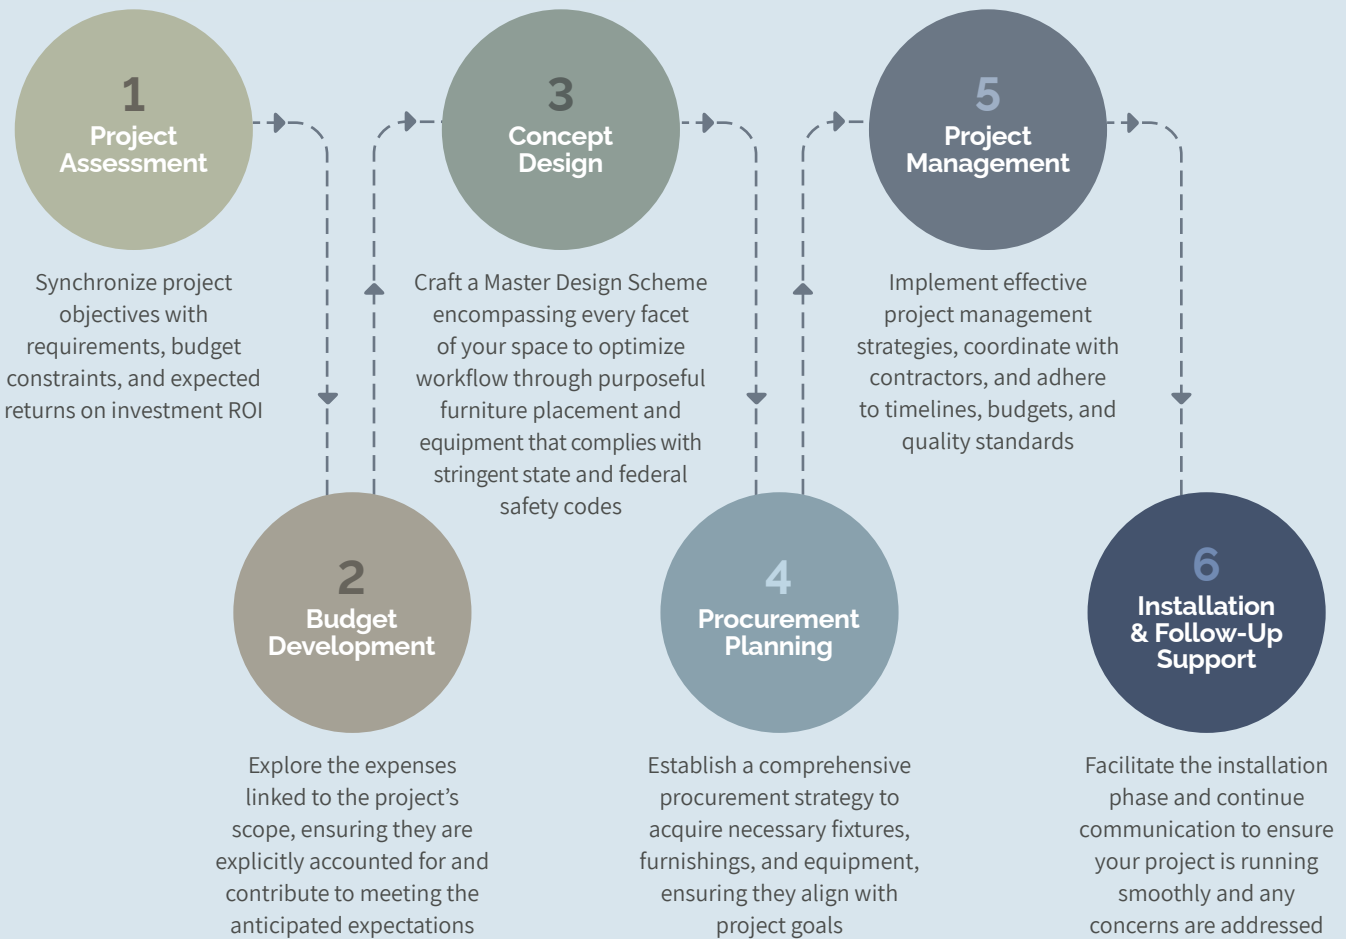 1
Project
Assessment
Synchronize project
objectives with
requirements, budget
constraints, and expected
returns on investment ROI
2
Budget
Development
Explore the expenses
linked to the project’s
scope, ensuring they are
explicitly accounted for and
contribute to meeting the
anticipated expectations
3
Concept
Design
Craft a Master Design Scheme
encompassing every facet
of your space to optimize
workflow through purposeful
furniture placement and
equipment that complies with
stringent state and federal
safety codes
4
Procurement
Planning
Establish a comprehensive
procurement strategy to
acquire necessary fixtures,
furnishings, and equipment,
ensuring they align with
project goals
5
Project
Management
Implement effective
project management
strategies, coordinate with
contractors, and adhere
to timelines, budgets, and
quality standards
6
Installation
& Follow-Up
Support
Facilitate the installation
phase and continue
communication to ensure
your project is running
smoothly and any
concerns are addressed